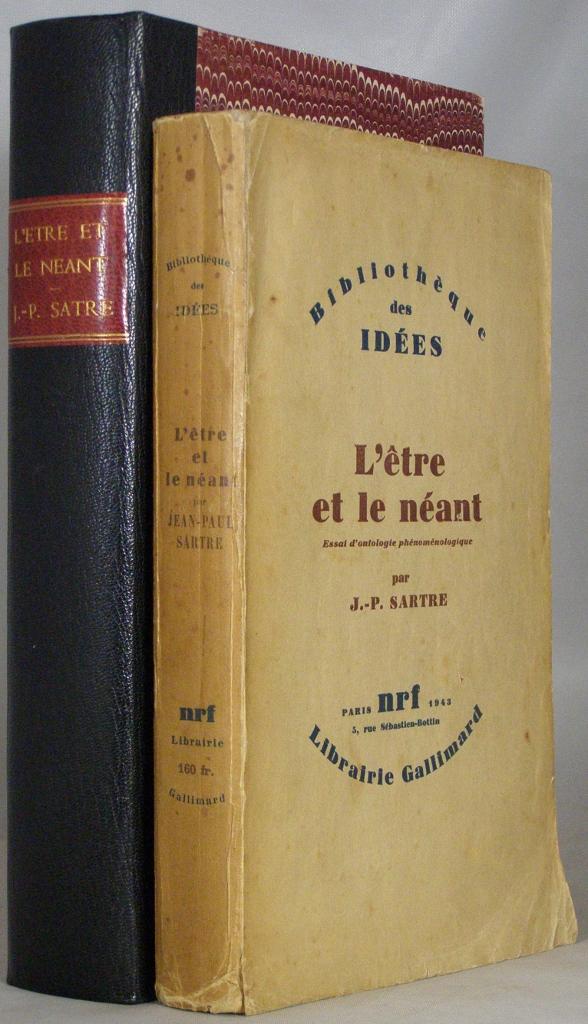 L'ETRE ET
LE NEANT
J.-P. SATRE
Bibliothèque
des
IDÉES
L'être
et
le néant
par
JEAN-PAUL
SARTRE
nrf
Librairie
160 fr.
Gallimard
Bibliothèque
des
IDÉES
L'être
et le néant
Essai d'ontologie phénoménologique
par
J.-P. SARTRE
PARIS nrf 1943
5, rue Sébastien-Bottin
Librairie Gallimard